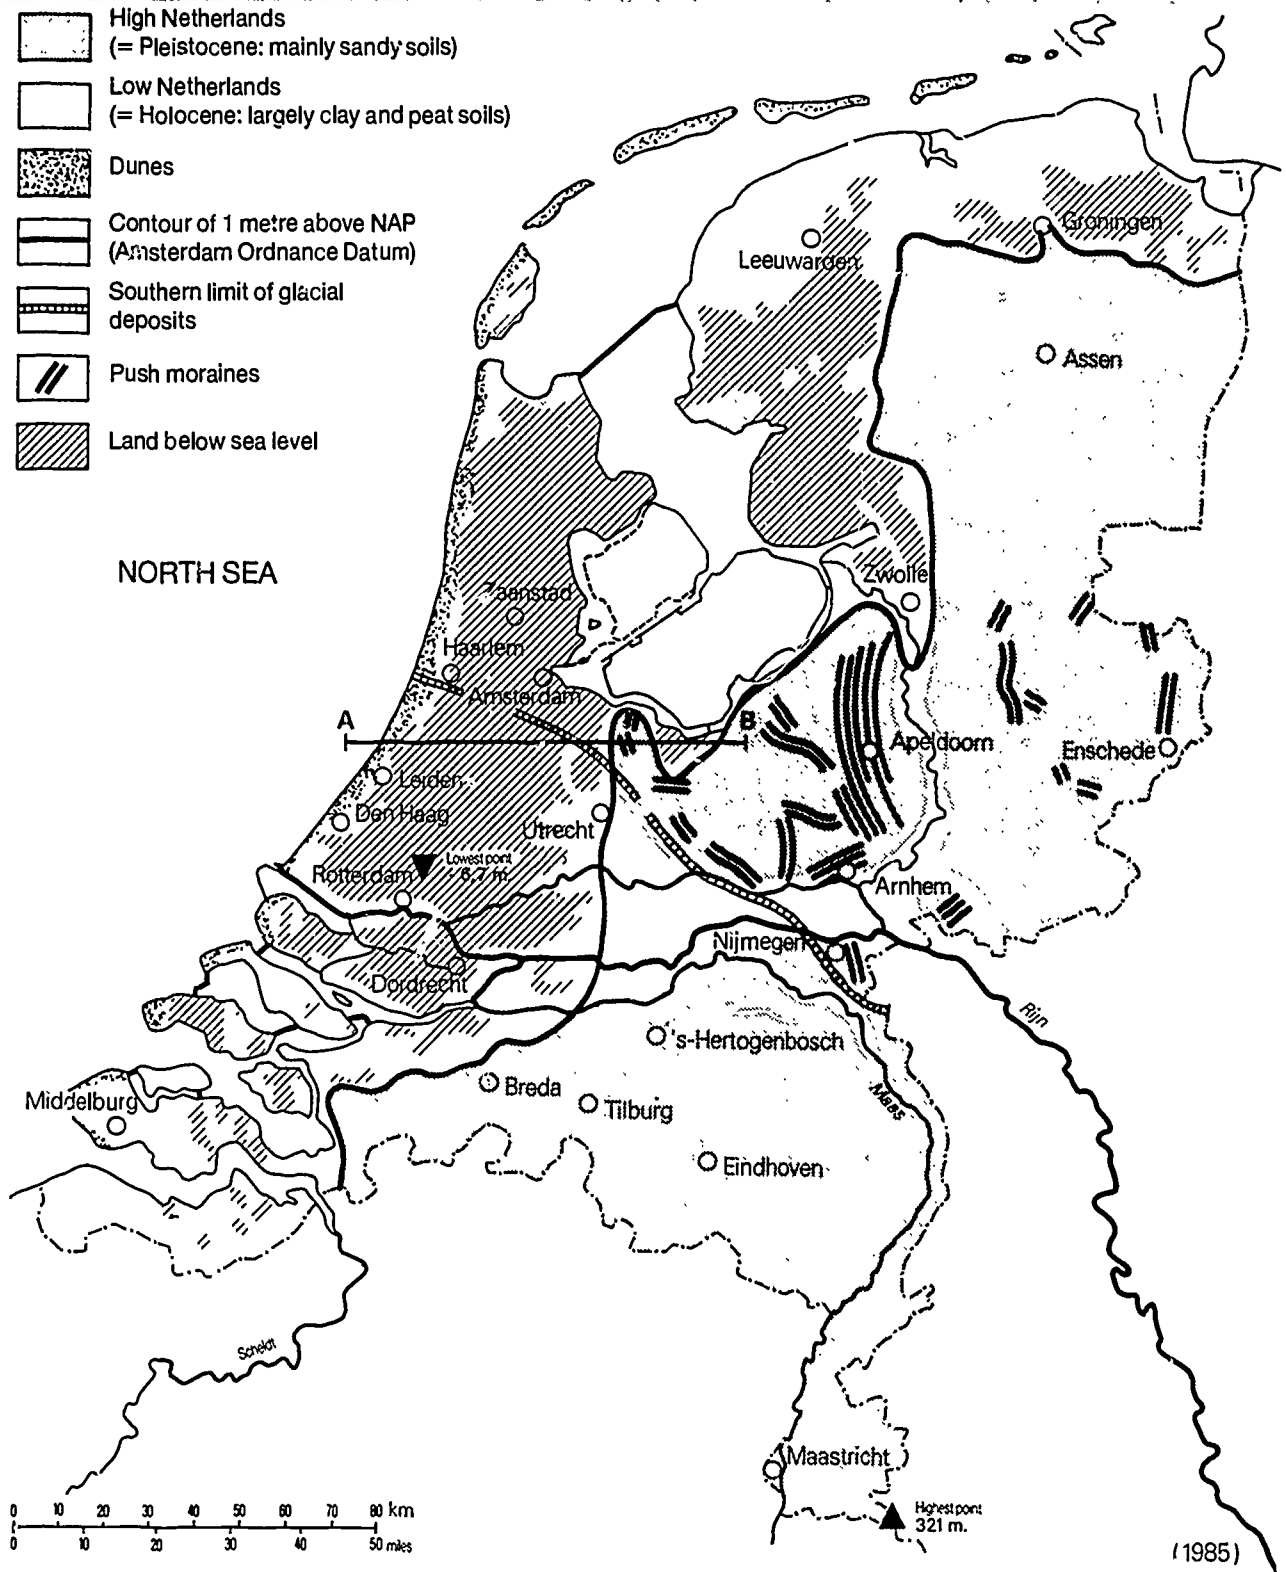 High Netherlands
(= Pleistocene: mainly sandy soils)
Low Netherlands
(= Holocene: largely clay and peat soils)
Dunes
Contour of 1 metre above NAP
(Amsterdam Ordnance Datum)
Southern limit of glacial
deposits
Push moraines
Land below sea level
NORTH SEA
Groningen
Leeuwarden
Assen
Zwolle
Zaanstad
Haarlem
Amsterdam
A
B
Apeldoorn
Enschede
Leiden
Den Haag
Utrecht
Lowest point
- 6.7 m.
Rotterdam
Arnhem
Nijmegen
Dordrecht
Rijn
's-Hertogenbosch
Breda
Tilburg
Maas
Middelburg
Eindhoven
Scheldt
Maastricht
Highest point
321 m.
0 10 20 30 40 50 60 70 80 km
0 10 20 30 40 50 miles
(1985)